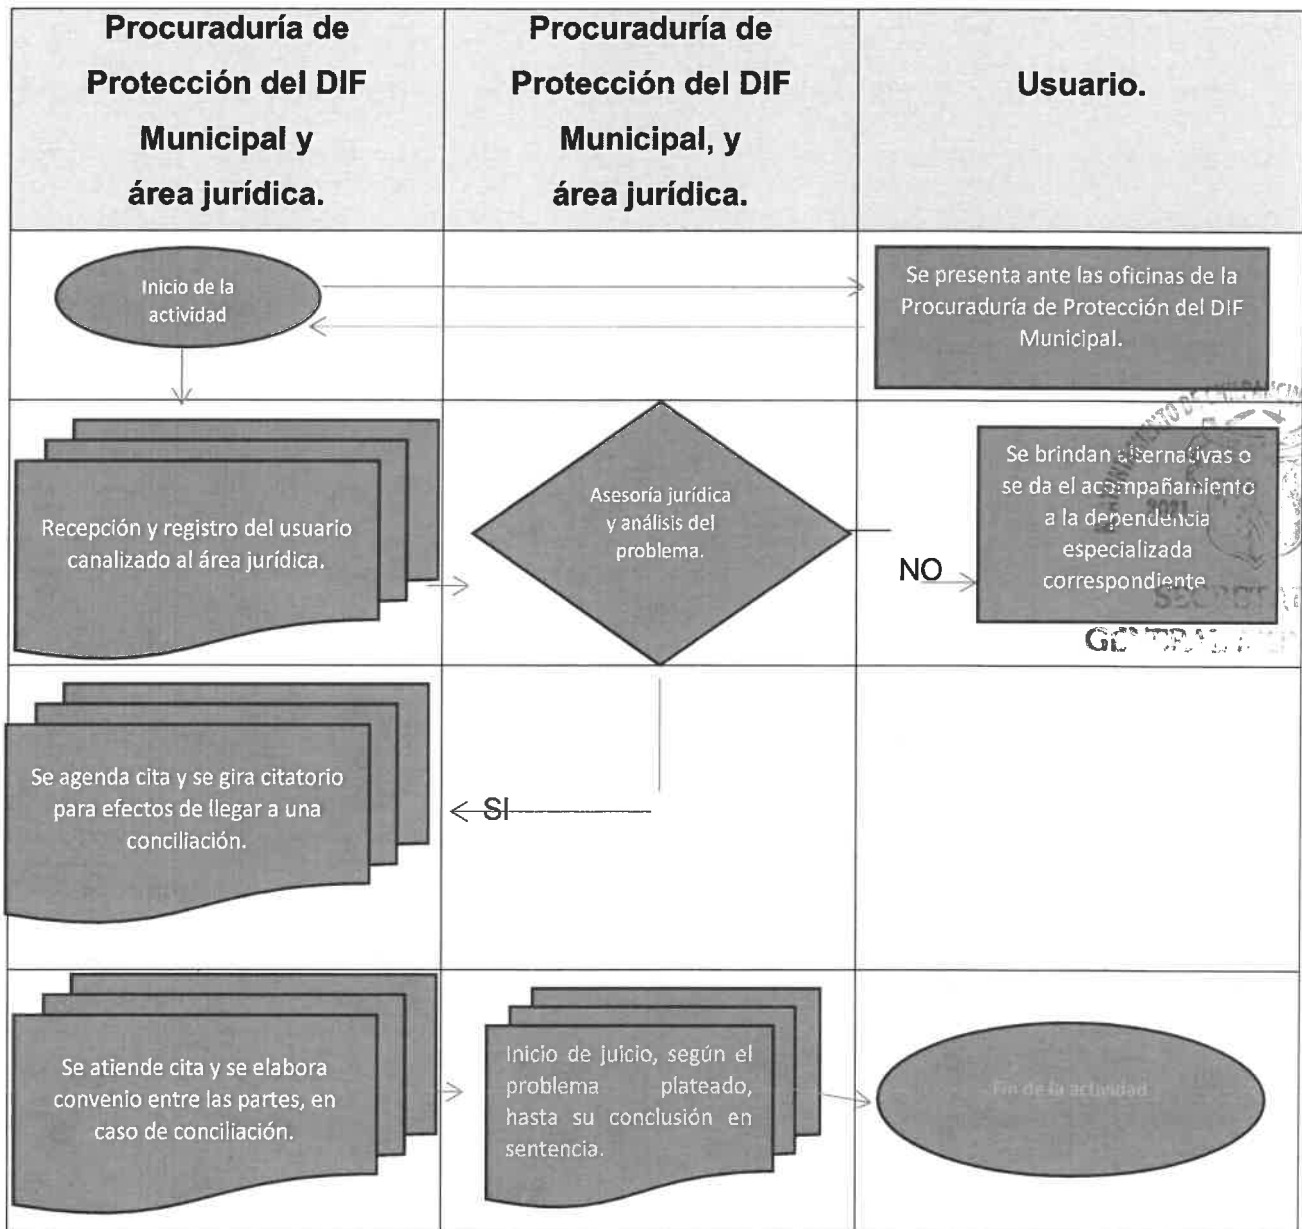 Procuraduría de
Protección del DIF
Municipal y
área jurídica.
Procuraduría de
Protección del DIF
Municipal, y
área jurídica.
Usuario.
Inicio de la
actividad
Se presenta ante las oficinas de la
Procuraduría de Protección del DIF
Municipal.
Recepción y registro del usuario
canalizado al área jurídica.
Asesoría jurídica
y análisis del
problema.
NO
Se brindan alternativas o
se da el acompañamiento
a la dependencia
especializada
correspondiente
Se agenda cita y se gira citatorio
para efectos de llegar a una
conciliación.
SI
Se atiende cita y se elabora
convenio entre las partes, en
caso de conciliación.
Inicio de juicio, según el
problema plateado,
hasta su conclusión en
sentencia.
Fin de la actividad